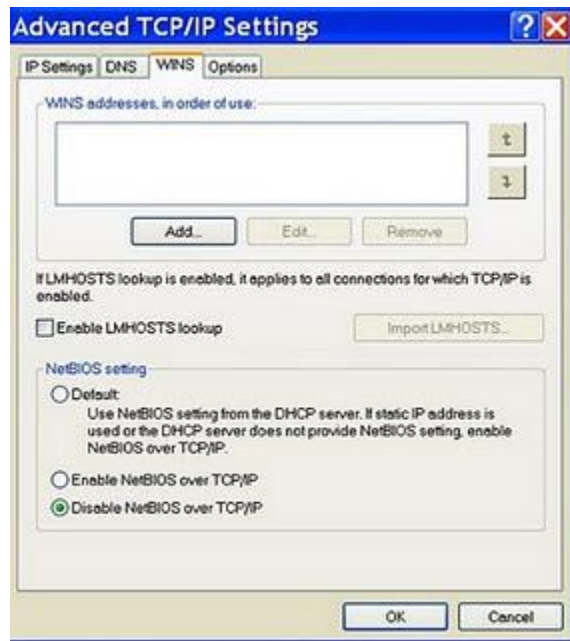 Advanced TCP/IP Settings
IP Settings DNS WINS Options
WINS addresses, in order of use:
Add... Edit... Remove
If LMHOSTS lookup is enabled, it applies to all connections for which TCP/IP is
enabled.
Enable LMHOSTS lookup Import LMHOSTS...
NetBIOS setting
Default:
Use NetBIOS setting from the DHCP server. If static IP address is
used or the DHCP server does not provide NetBIOS setting, enable
NetBIOS over TCP/IP.
Enable NetBIOS over TCP/IP
Disable NetBIOS over TCP/IP
OK Cancel